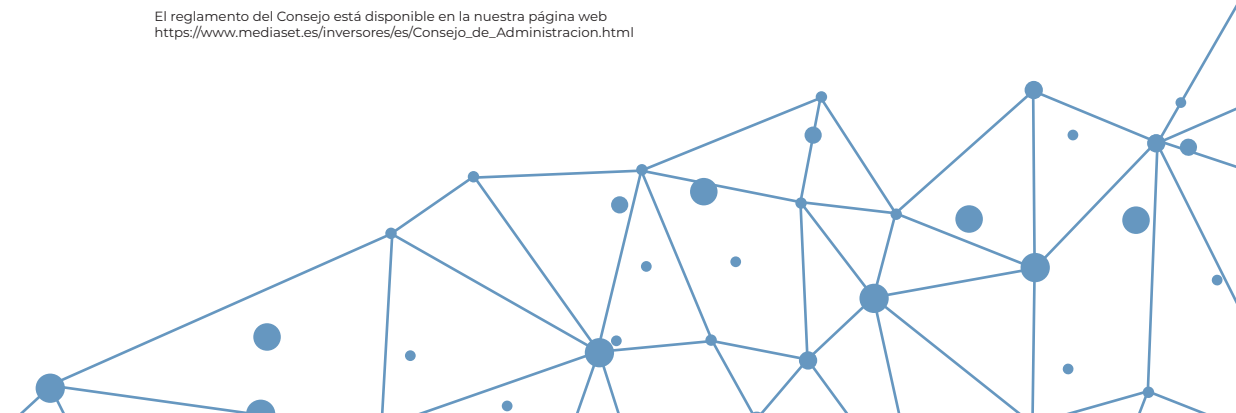 El reglamento del Consejo está disponible en la nuestra página web
https://www.mediaset.es/inversores/es/Consejo_de_Administracion.html